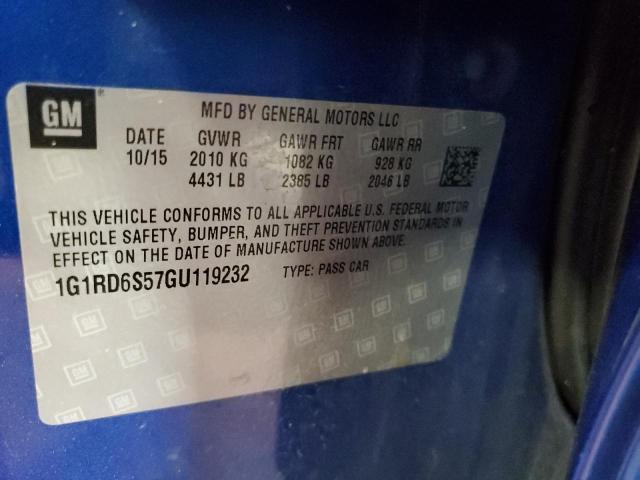 GM
MFD BY GENERAL MOTORS LLC
DATE GVWR GAWR FRT GAWR RR
10/15 2010 KG 1082 KG 928 KG
4431 LB 2385 LB 2046 LB
THIS VEHICLE CONFORMS TO ALL APPLICABLE U.S. FEDERAL MOTOR
VEHICLE SAFETY, BUMPER, AND THEFT PREVENTION STANDARDS IN
EFFECT ON THE DATE OF MANUFACTURE SHOWN ABOVE.
1G1RD6S57GU119232 TYPE: PASS CAR